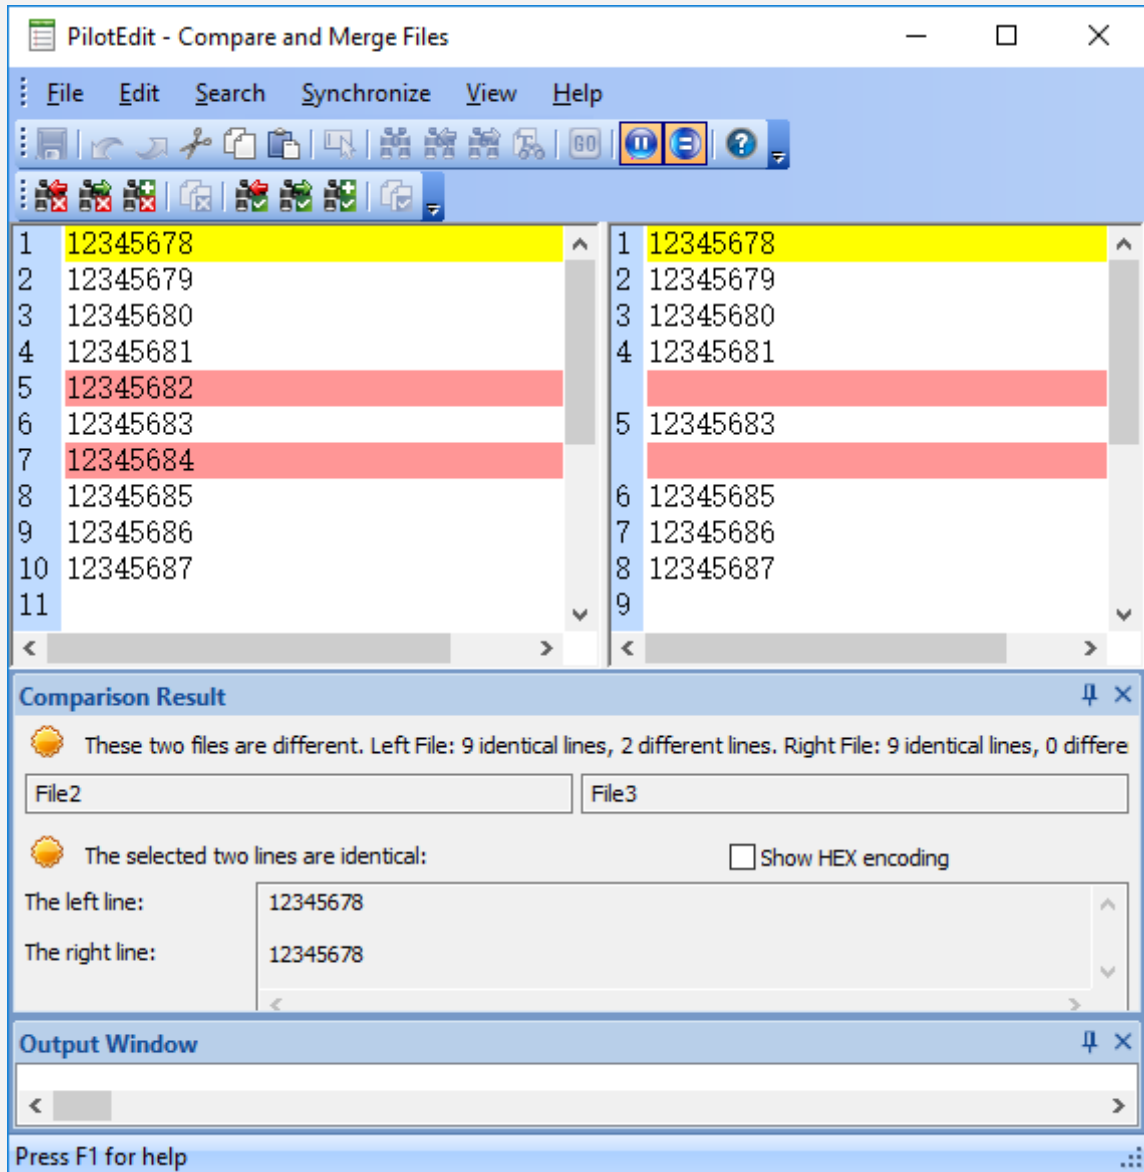 PilotEdit - Compare and Merge Files
File Edit Search Synchronize View Help
GO
1 12345678
2 12345679
3 12345680
4 12345681
5 12345682
6 12345683
7 12345684
8 12345685
9 12345686
10 12345687
11
1 12345678
2 12345679
3 12345680
4 12345681
5 12345683
6 12345685
7 12345686
8 12345687
9
Comparison Result
These two files are different. Left File: 9 identical lines, 2 different lines. Right File: 9 identical lines, 0 differe
File2 File3
The selected two lines are identical: Show HEX encoding
The left line: 12345678
The right line: 12345678
Output Window
Press F1 for help